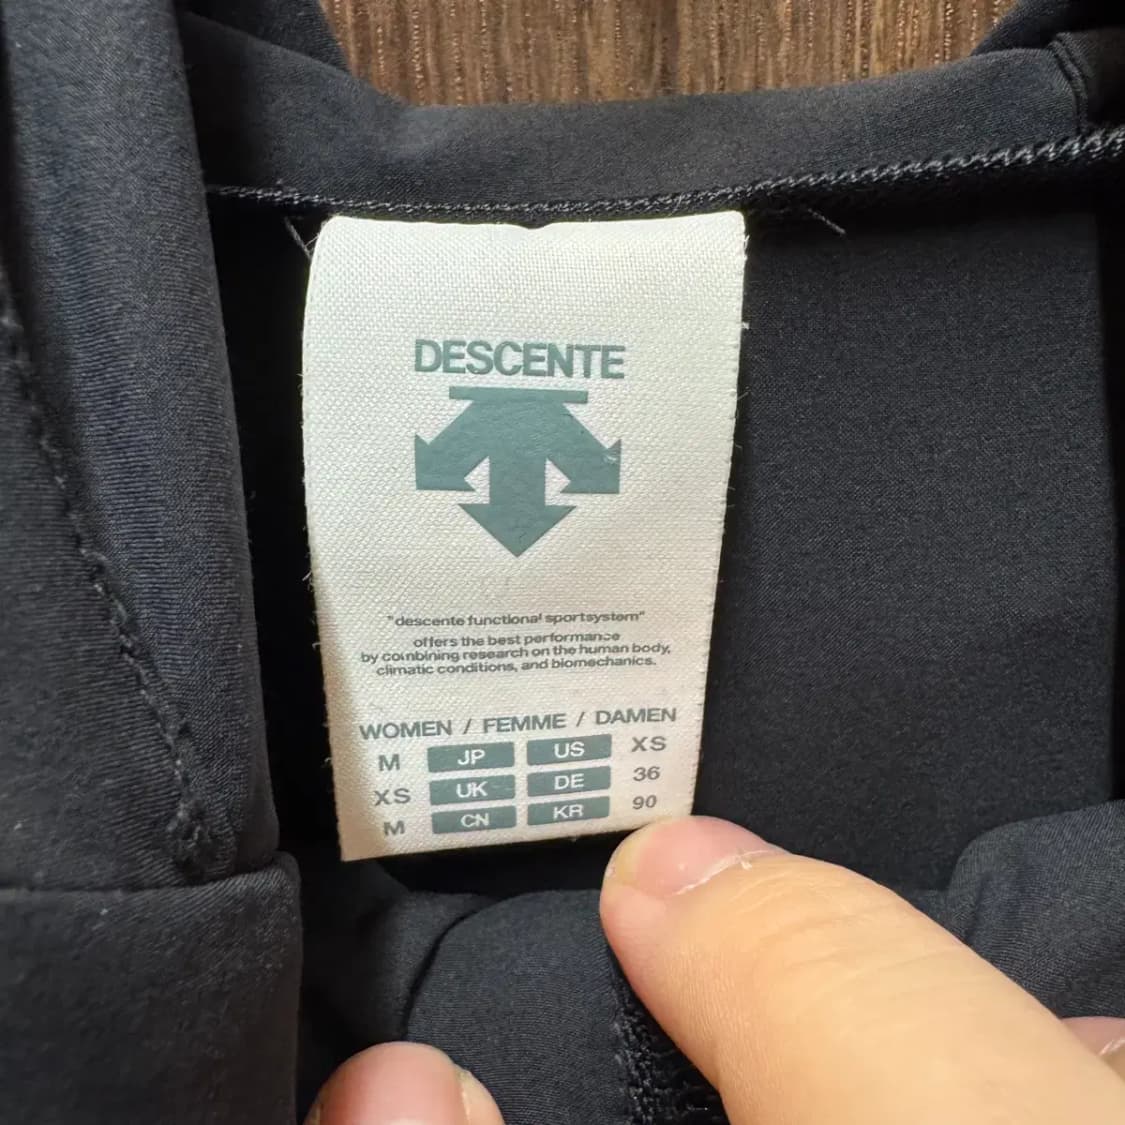 DESCENTE
"descente functional sportsystem"
offers the best performance
by combining research on the human body,
climatic conditions, and biomechanics.
WOMEN / FEMME / DAMEN
M JP US XS
XS UK DE 36
M CN KR 90